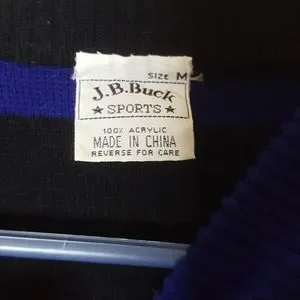 SIZE M
J.B.Buck
★ SPORTS ★
100% ACRYLIC
MADE IN CHINA
REVERSE FOR CARE